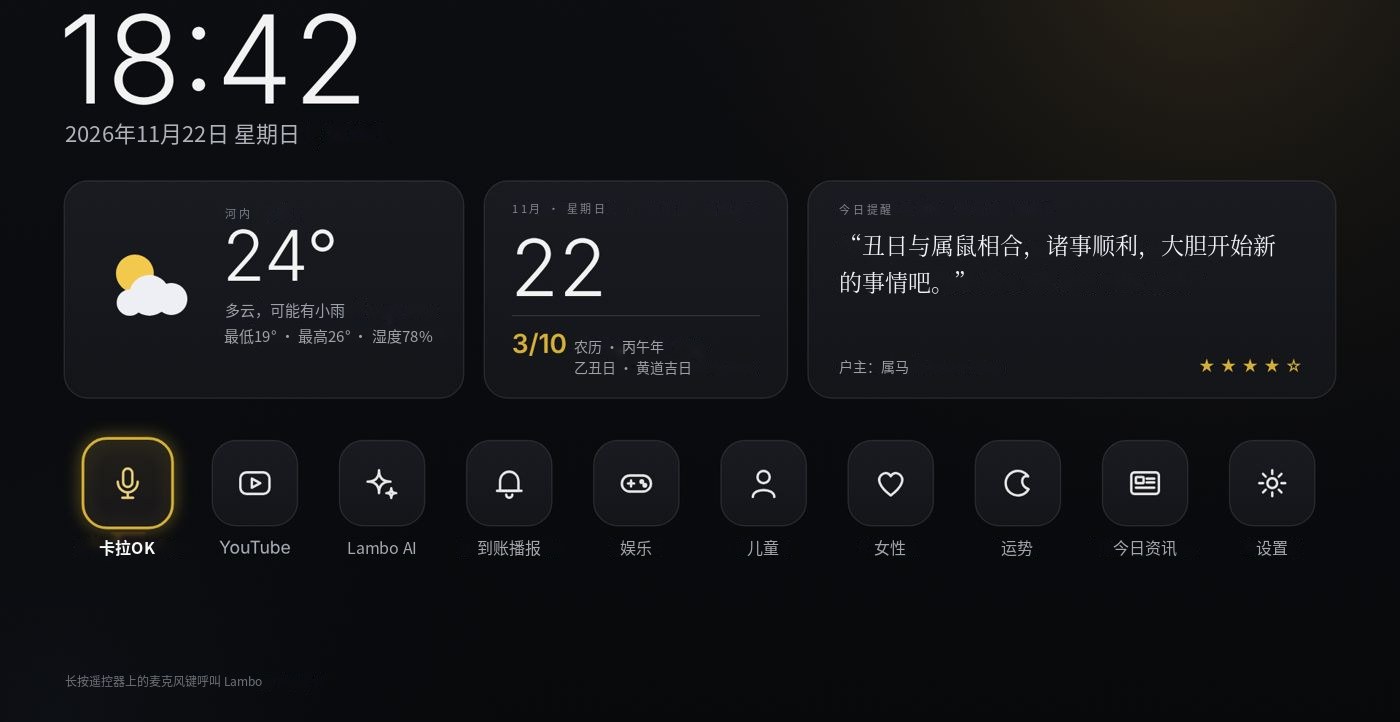 18:42
2026年11月22日 星期日
河内
24°
多云，可能有小雨
最低19° · 最高26° · 湿度78%
11月 · 星期日
22
3/10 农历 · 丙午年
乙丑日 · 黄道吉日
今日提醒
“丑日与属鼠相合，诸事顺利，大胆开始新
的事情吧。”
户主：属马 ★★★★☆
卡拉OK
YouTube
Lambo AI
到账播报
娱乐
儿童
女性
运势
今日资讯
设置
长按遥控器上的麦克风键呼叫 Lambo